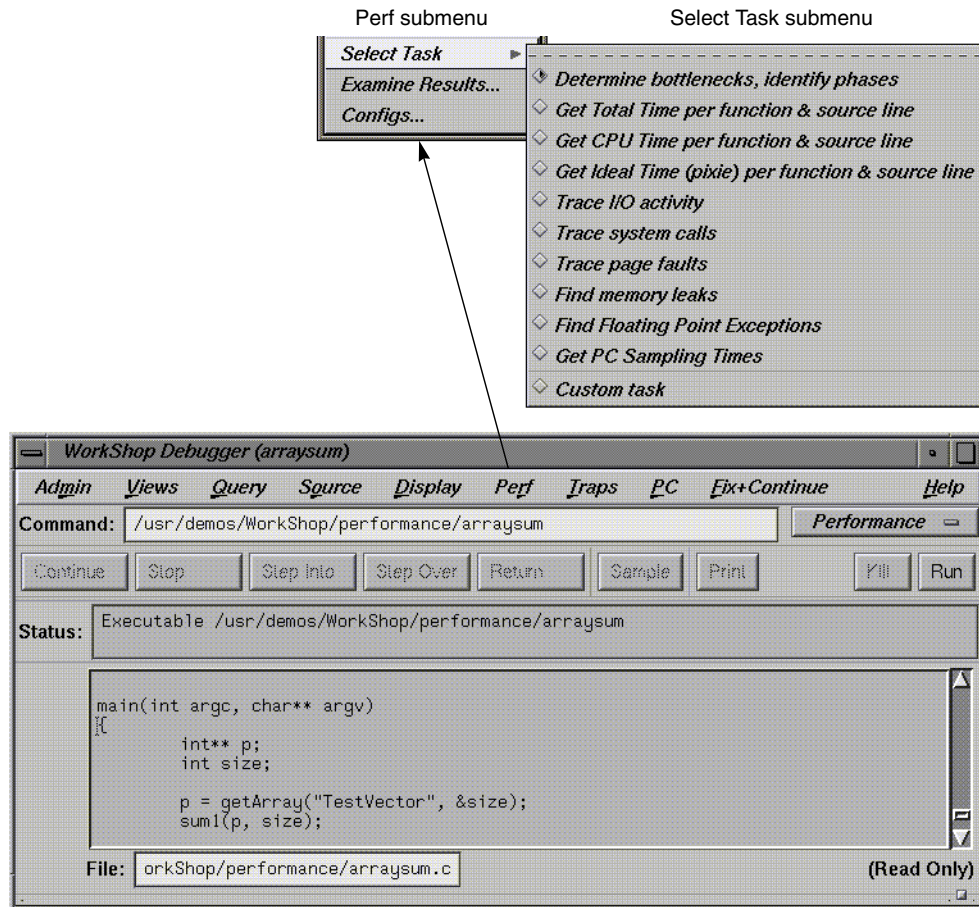 Perf submenu
Select Task submenu
Select Task
Examine Results...
Configs...
Determine bottlenecks, identify phases
Get Total Time per function & source line
Get CPU Time per function & source line
Get Ideal Time (pixie) per function & source line
Trace I/O activity
Trace system calls
Trace page faults
Find memory leaks
Find Floating Point Exceptions
Get PC Sampling Times
Custom task
WorkShop Debugger (arraysum)
Admin Views Query Source Display Perf Traps PC Fix+Continue Help
Command: /usr/demos/WorkShop/performance/arraysum Performance
Continue Stop Step Into Step Over Return Sample Print Kill Run
Status: Executable /usr/demos/WorkShop/performance/arraysum
main(int argc, char** argv)
{
int** p;
int size;
p = getArray("TestVector", &size);
sum1(p, size);
File: orkShop/performance/arraysum.c (Read Only)